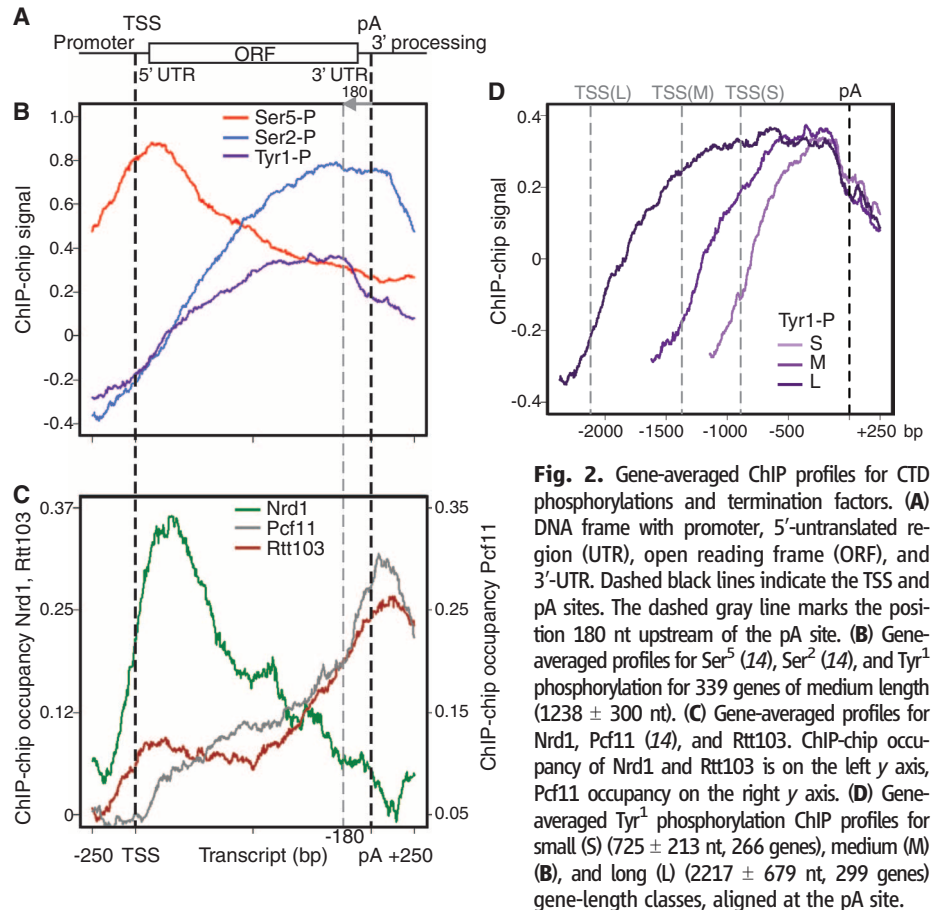 A
TSS
pA
Promoter
3' processing
ORF
5' UTR
3' UTR
180
B
1.0
0.8
0.6
0.4
0.2
0
-0.2
-0.4
ChIP-chip signal
Ser5-P
Ser2-P
Tyr1-P
C
0.37
0.25
0.12
0
ChIP-chip occupancy Nrd1, Rtt103
Nrd1
Pcf11
Rtt103
0.35
0.25
0.15
0.05
ChIP-chip occupancy Pcf11
-180
-250 TSS Transcript (bp) pA +250
D
TSS(L) TSS(M) TSS(S) pA
0.4
0.2
0
-0.2
-0.4
ChIP-chip signal
Tyr1-P
S
M
L
-2000 -1500 -1000 -500 +250 bp
Fig. 2. Gene-averaged ChIP profiles for CTD
phosphorylations and termination factors. (A)
DNA frame with promoter, 5′-untranslated re-
gion (UTR), open reading frame (ORF), and
3′-UTR. Dashed black lines indicate the TSS and
pA sites. The dashed gray line marks the posi-
tion 180 nt upstream of the pA site. (B) Gene-
averaged profiles for Ser⁵ (14), Ser² (14), and Tyr¹
phosphorylation for 339 genes of medium length
(1238 ± 300 nt). (C) Gene-averaged profiles for
Nrd1, Pcf11 (14), and Rtt103. ChIP-chip occu-
pancy of Nrd1 and Rtt103 is on the left y axis,
Pcf11 occupancy on the right y axis. (D) Gene-
averaged Tyr¹ phosphorylation ChIP profiles for
small (S) (725 ± 213 nt, 266 genes), medium (M)
(B), and long (L) (2217 ± 679 nt, 299 genes)
gene-length classes, aligned at the pA site.